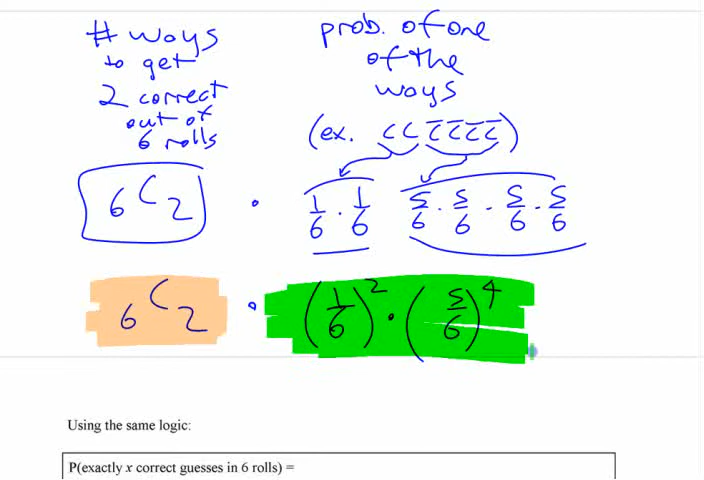 # ways
to get
2 correct
out of
6 rolls
prob. of one
of the
ways
(ex. C C C̅ C̅ C̅ C̅)
₆C₂ · 1/6 · 1/6 5/6 · 5/6 · 5/6 · 5/6
₆C₂ · (1/6)² · (5/6)⁴
Using the same logic:
P(exactly x correct guesses in 6 rolls) =